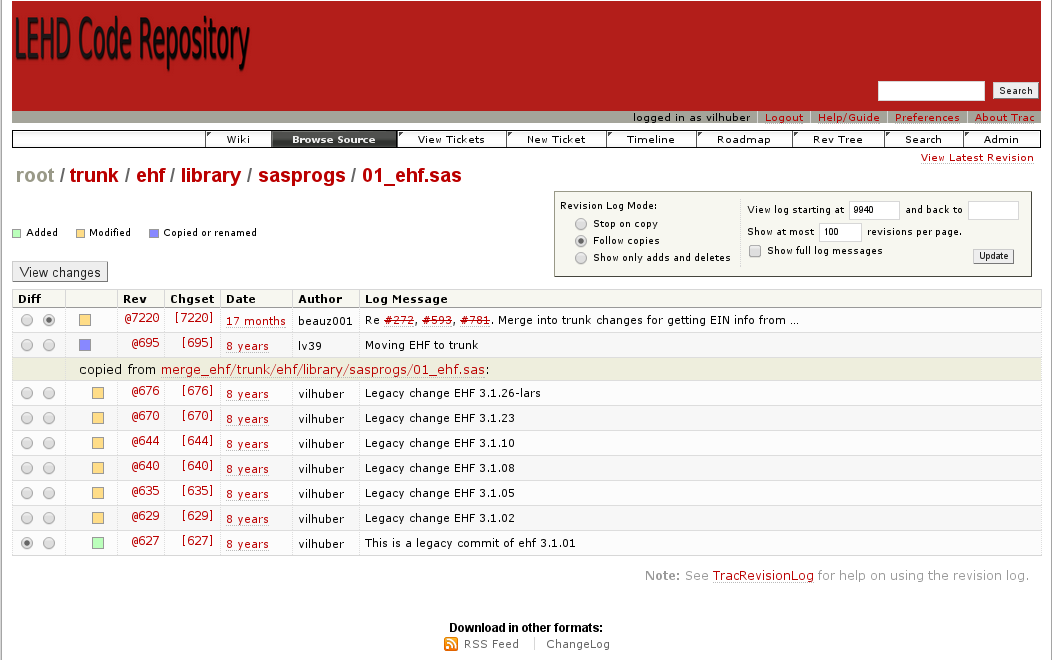 LEHD Code Repository
Search
logged in as vilhuber Logout Help/Guide Preferences About Trac
Wiki Browse Source View Tickets New Ticket Timeline Roadmap Rev Tree Search Admin
View Latest Revision
root / trunk / ehf / library / sasprogs / 01_ehf.sas
Revision Log Mode:
Stop on copy
Follow copies
Show only adds and deletes
View log starting at 9940 and back to
Show at most 100 revisions per page.
Show full log messages
Update
Added Modified Copied or renamed
View changes
Diff Rev Chgset Date Author Log Message
@7220 [7220] 17 months beauz001 Re #272, #593, #781. Merge into trunk changes for getting EIN info from ...
@695 [695] 8 years lv39 Moving EHF to trunk
copied from merge_ehf/trunk/ehf/library/sasprogs/01_ehf.sas:
@676 [676] 8 years vilhuber Legacy change EHF 3.1.26-lars
@670 [670] 8 years vilhuber Legacy change EHF 3.1.23
@644 [644] 8 years vilhuber Legacy change EHF 3.1.10
@640 [640] 8 years vilhuber Legacy change EHF 3.1.08
@635 [635] 8 years vilhuber Legacy change EHF 3.1.05
@629 [629] 8 years vilhuber Legacy change EHF 3.1.02
@627 [627] 8 years vilhuber This is a legacy commit of ehf 3.1.01
Note: See TracRevisionLog for help on using the revision log.
Download in other formats:
RSS Feed ChangeLog